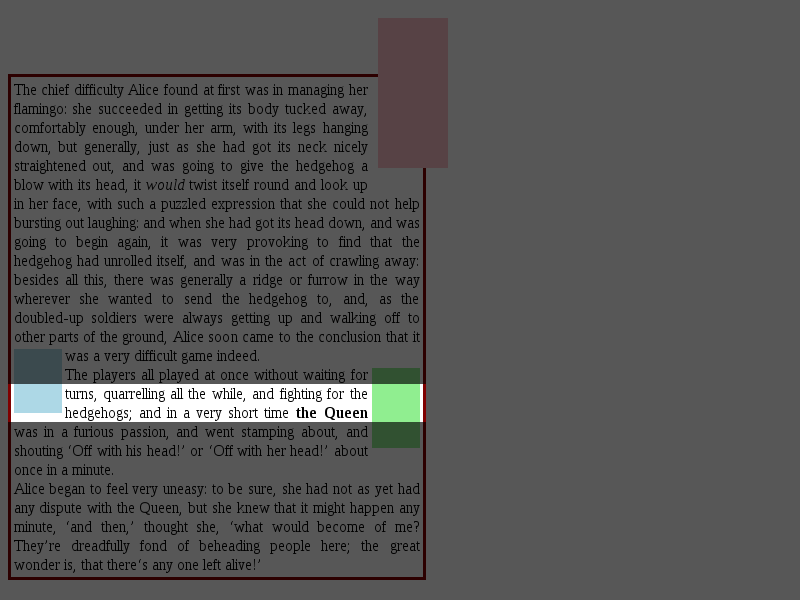 The chief difficulty Alice found at first was in managing her
flamingo: she succeeded in getting its body tucked away,
comfortably enough, under her arm, with its legs hanging
down, but generally, just as she had got its neck nicely
straightened out, and was going to give the hedgehog a
blow with its head, it would twist itself round and look up
in her face, with such a puzzled expression that she could not help
bursting out laughing: and when she had got its head down, and was
going to begin again, it was very provoking to find that the
hedgehog had unrolled itself, and was in the act of crawling away:
besides all this, there was generally a ridge or furrow in the way
wherever she wanted to send the hedgehog to, and, as the
doubled-up soldiers were always getting up and walking off to
other parts of the ground, Alice soon came to the conclusion that it
was a very difficult game indeed.
The players all played at once without waiting for
turns, quarrelling all the while, and fighting for the
hedgehogs; and in a very short time the Queen
was in a furious passion, and went stamping about, and
shouting ‘Off with his head!’ or ‘Off with her head!’ about
once in a minute.
Alice began to feel very uneasy: to be sure, she had not as yet had
any dispute with the Queen, but she knew that it might happen any
minute, ‘and then,’ thought she, ‘what would become of me?
They’re dreadfully fond of beheading people here; the great
wonder is, that there’s any one left alive!’